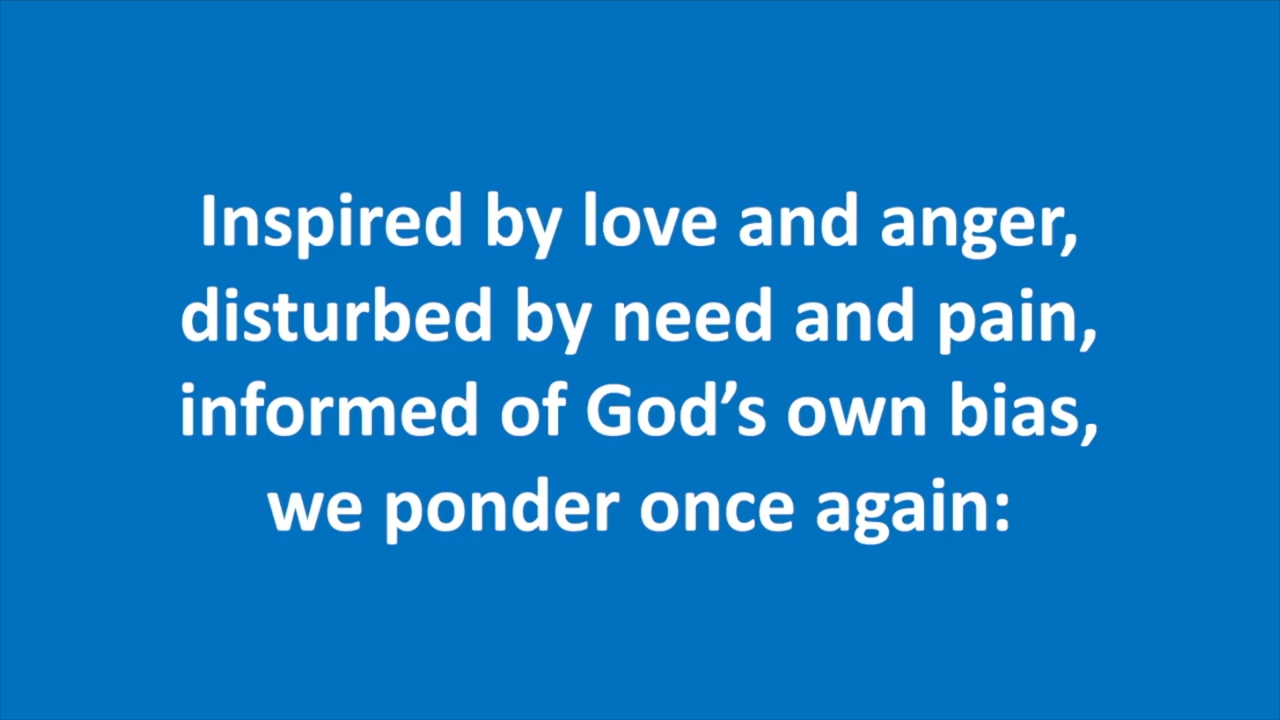 Inspired by love and anger,
disturbed by need and pain,
informed of God’s own bias,
we ponder once again: